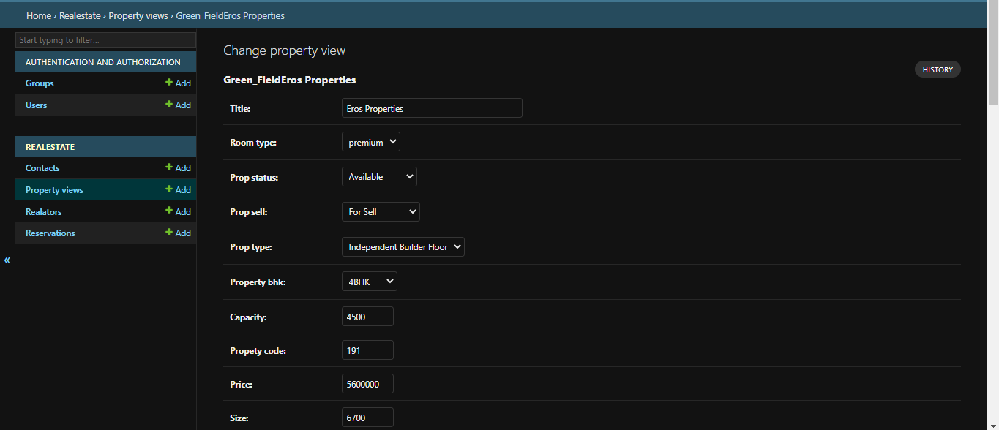 Home › Realestate › Property views › Green_FieldEros Properties
Start typing to filter...
AUTHENTICATION AND AUTHORIZATION
Groups + Add
Users + Add
REALESTATE
Contacts + Add
Property views + Add
Realators + Add
Reservations + Add
«
Change property view
HISTORY
Green_FieldEros Properties
Title: Eros Properties
Room type: premium
Prop status: Available
Prop sell: For Sell
Prop type: Independent Builder Floor
Property bhk: 4BHK
Capacity: 4500
Propety code: 191
Price: 5600000
Size: 6700